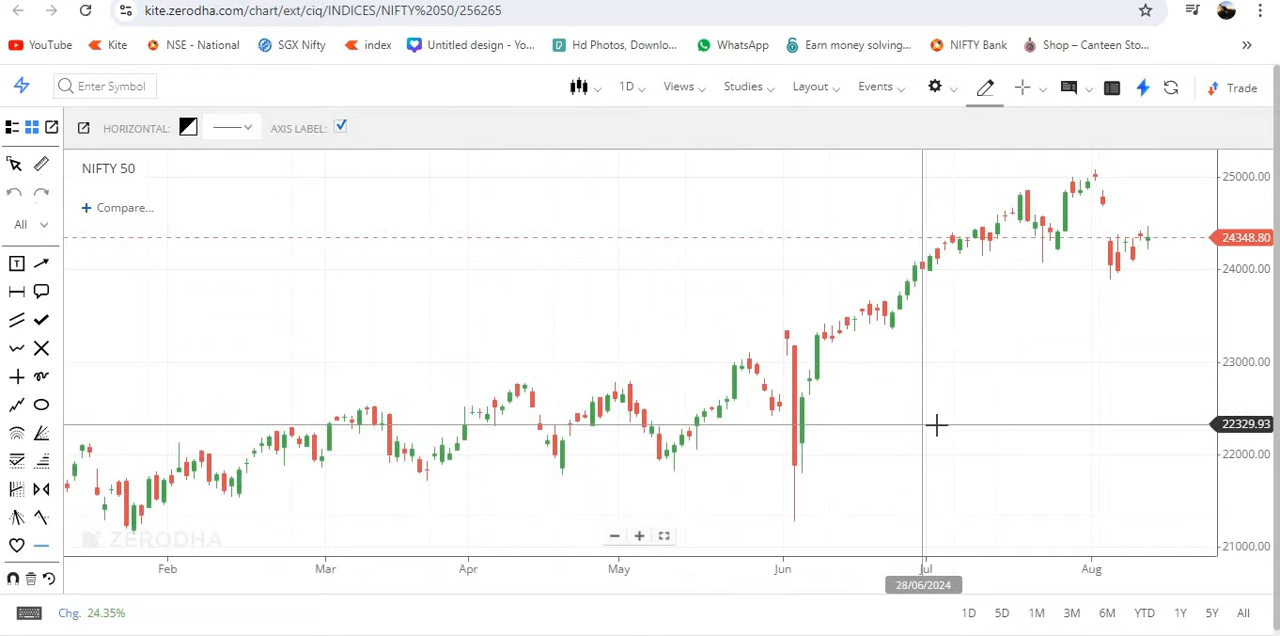 kite.zerodha.com/chart/ext/ciq/INDICES/NIFTY%2050/256265
YouTube Kite NSE - National SGX Nifty index Untitled design - Yo... Hd Photos, Downlo... WhatsApp Earn money solving... NIFTY Bank Shop – Canteen Sto...
Enter Symbol 1D Views Studies Layout Events Trade
HORIZONTAL: AXIS LABEL:
NIFTY 50
25000.00
Compare...
All
24348.80
T
24000.00
23000.00
22329.93
22000.00
ZERODHA
21000.00
Feb Mar Apr May Jun Jul Aug
28/06/2024
Chg. 24.35% 1D 5D 1M 3M 6M YTD 1Y 5Y All